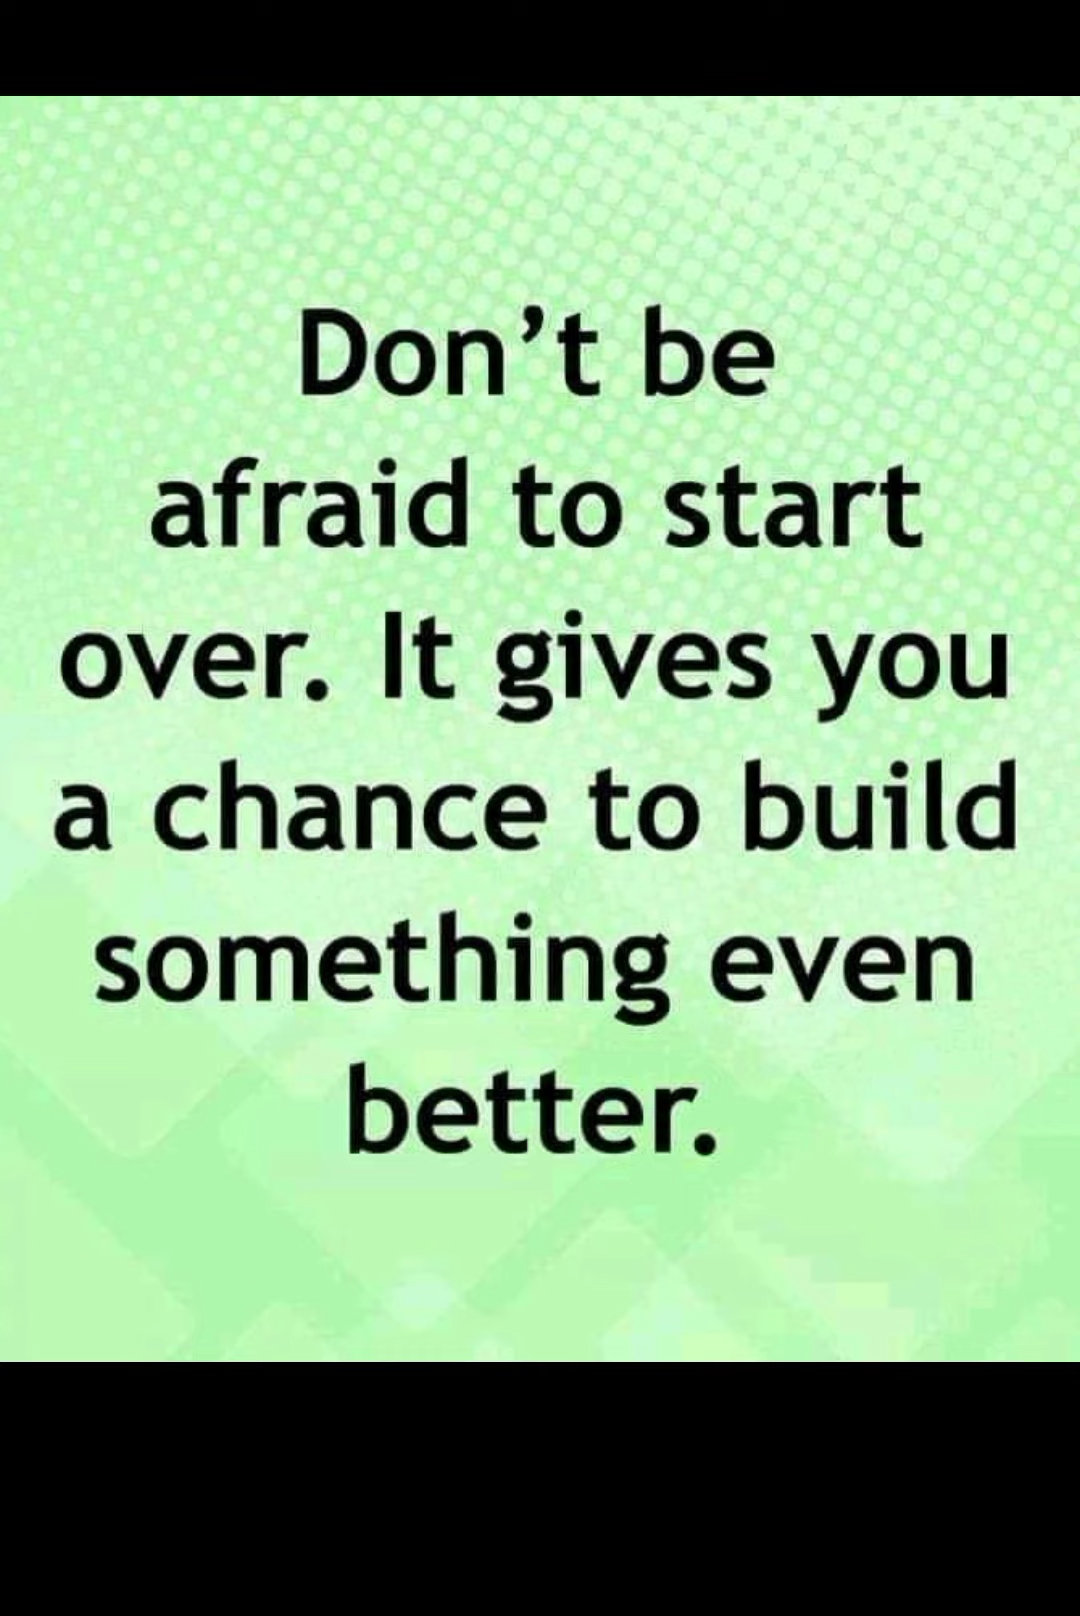 Don’t be
afraid to start
over. It gives you
a chance to build
something even
better.